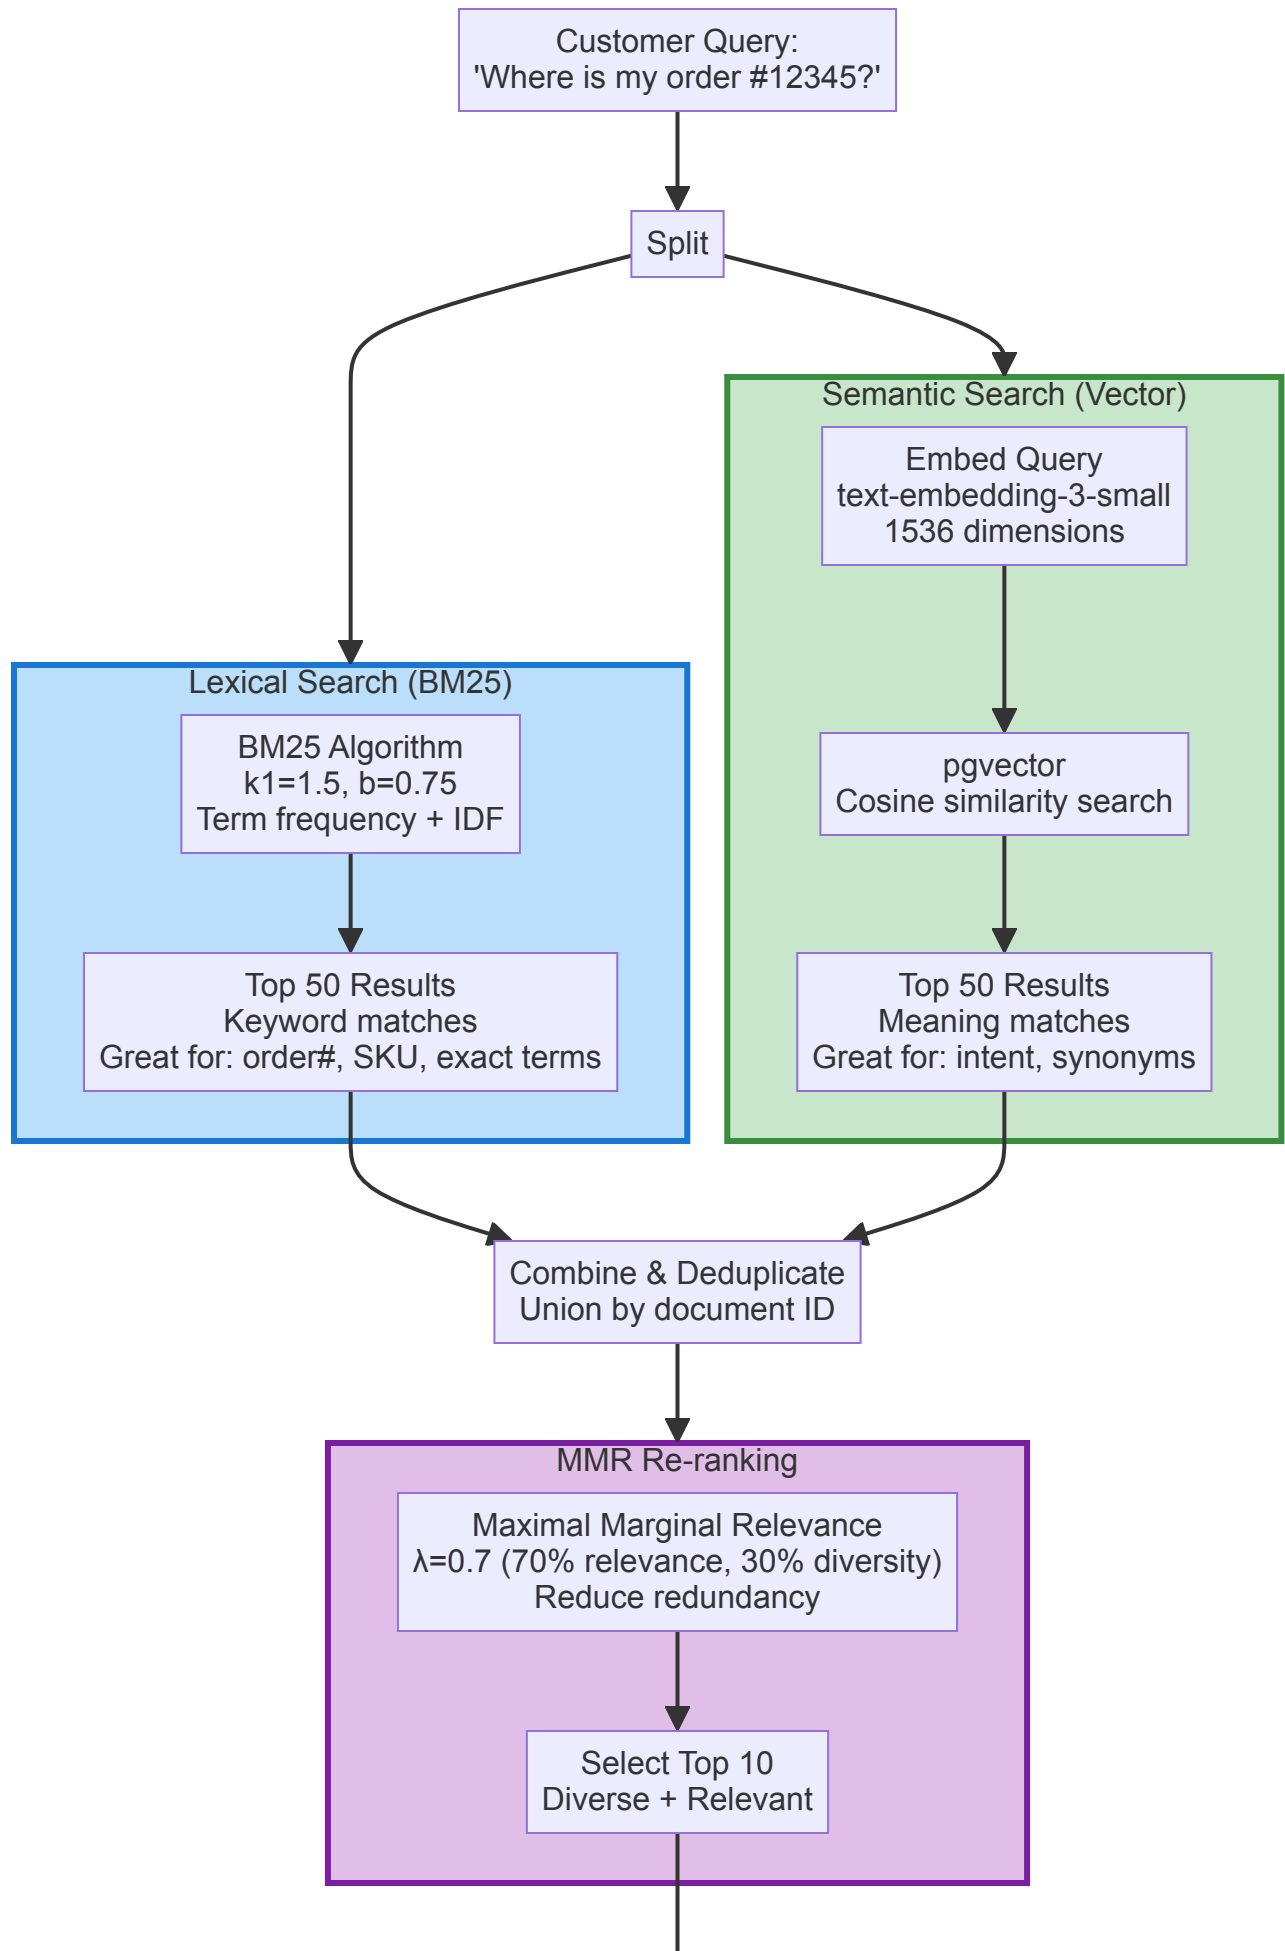 Customer Query:
'Where is my order #12345?'
Split
Semantic Search (Vector)
Embed Query
text-embedding-3-small
1536 dimensions
pgvector
Cosine similarity search
Top 50 Results
Meaning matches
Great for: intent, synonyms
Lexical Search (BM25)
BM25 Algorithm
k1=1.5, b=0.75
Term frequency + IDF
Top 50 Results
Keyword matches
Great for: order#, SKU, exact terms
Combine & Deduplicate
Union by document ID
MMR Re-ranking
Maximal Marginal Relevance
λ=0.7 (70% relevance, 30% diversity)
Reduce redundancy
Select Top 10
Diverse + Relevant